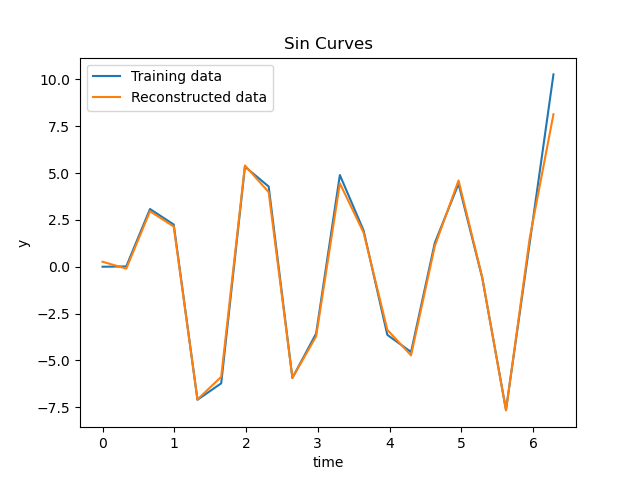 Sin Curves
Training data
Reconstructed data
10.0
7.5
5.0
2.5
0.0
−2.5
−5.0
−7.5
y
0 1 2 3 4 5 6
time